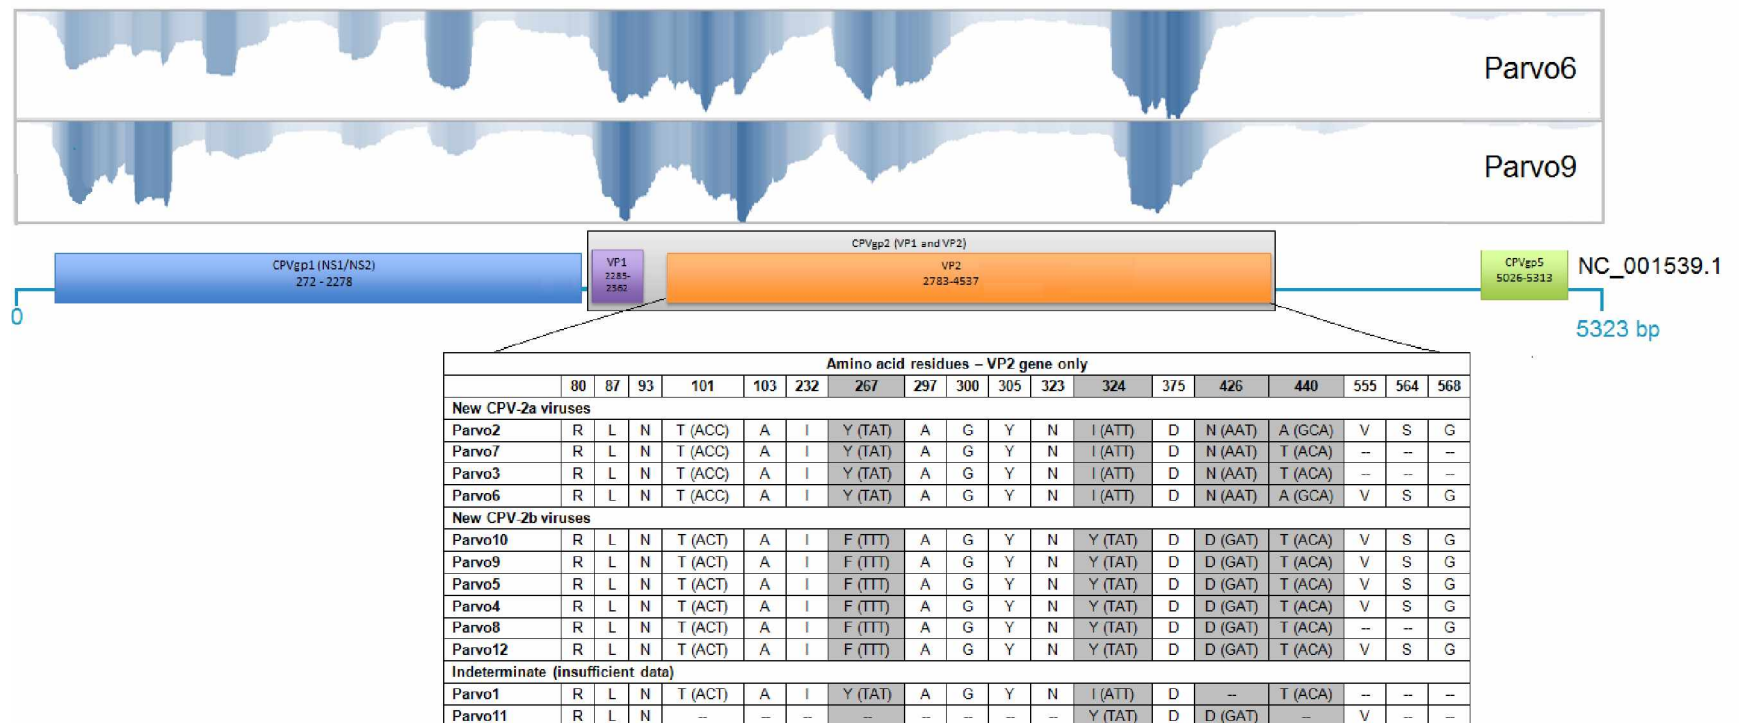 Parvo6
Parvo9
CPVgp2 (VP1 and VP2)
CPVgp1 (NS1/NS2)
272 - 2278
VP1
2285-
2362
VP2
2783-4537
CPVgp5
5026-5313
NC_001539.1
0
5323 bp
Amino acid residues – VP2 gene only
80 87 93 101 103 232 267 297 300 305 323 324 375 426 440 555 564 568
New CPV-2a viruses
Parvo2 R L N T (ACC) A I Y (TAT) A G Y N I (ATT) D N (AAT) A (GCA) V S G
Parvo7 R L N T (ACC) A I Y (TAT) A G Y N I (ATT) D N (AAT) T (ACA) -- -- --
Parvo3 R L N T (ACC) A I Y (TAT) A G Y N I (ATT) D N (AAT) T (ACA) -- -- --
Parvo6 R L N T (ACC) A I Y (TAT) A G Y N I (ATT) D N (AAT) A (GCA) V S G
New CPV-2b viruses
Parvo10 R L N T (ACT) A I F (TTT) A G Y N Y (TAT) D D (GAT) T (ACA) V S G
Parvo9 R L N T (ACT) A I F (TTT) A G Y N Y (TAT) D D (GAT) T (ACA) V S G
Parvo5 R L N T (ACT) A I F (TTT) A G Y N Y (TAT) D D (GAT) T (ACA) V S G
Parvo4 R L N T (ACT) A I F (TTT) A G Y N Y (TAT) D D (GAT) T (ACA) V S G
Parvo8 R L N T (ACT) A I F (TTT) A G Y N Y (TAT) D D (GAT) T (ACA) -- -- G
Parvo12 R L N T (ACT) A I F (TTT) A G Y N Y (TAT) D D (GAT) T (ACA) V S G
Indeterminate (insufficient data)
Parvo1 R L N T (ACT) A I Y (TAT) A G Y N I (ATT) D -- T (ACA) -- -- --
Parvo11 R L N -- -- -- -- -- -- -- -- Y (TAT) D D (GAT) -- V -- --